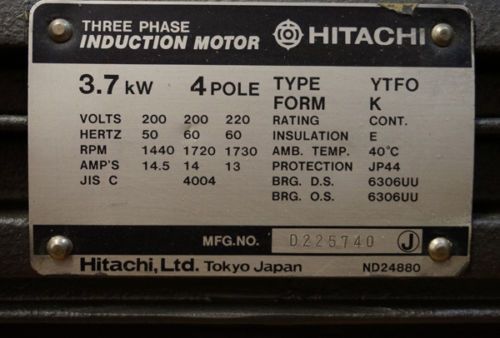 THREE PHASE
INDUCTION MOTOR HITACHI
3.7 kW 4 POLE TYPE YTFO
FORM K
VOLTS 200 200 220 RATING CONT.
HERTZ 50 60 60 INSULATION E
RPM 1440 1720 1730 AMB. TEMP. 40°C
AMP'S 14.5 14 13 PROTECTION JP44
JIS C 4004 BRG. D.S. 6306UU
BRG. O.S. 6306UU
MFG.NO. D225740 J
Hitachi, Ltd. Tokyo Japan ND24880